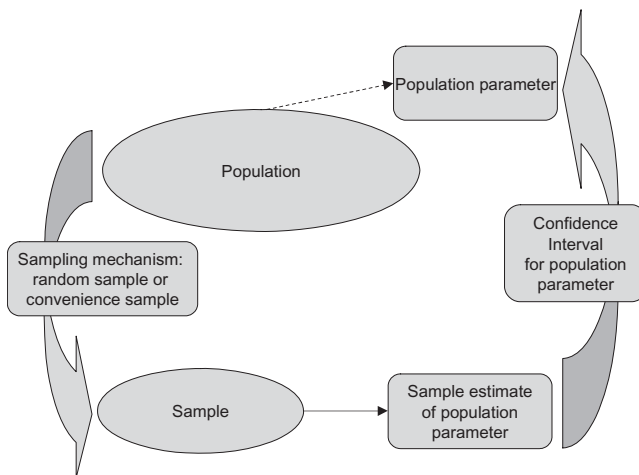 Population parameter
Population
Sampling mechanism:
random sample or
convenience sample
Confidence
Interval
for population
parameter
Sample
Sample estimate
of population
parameter